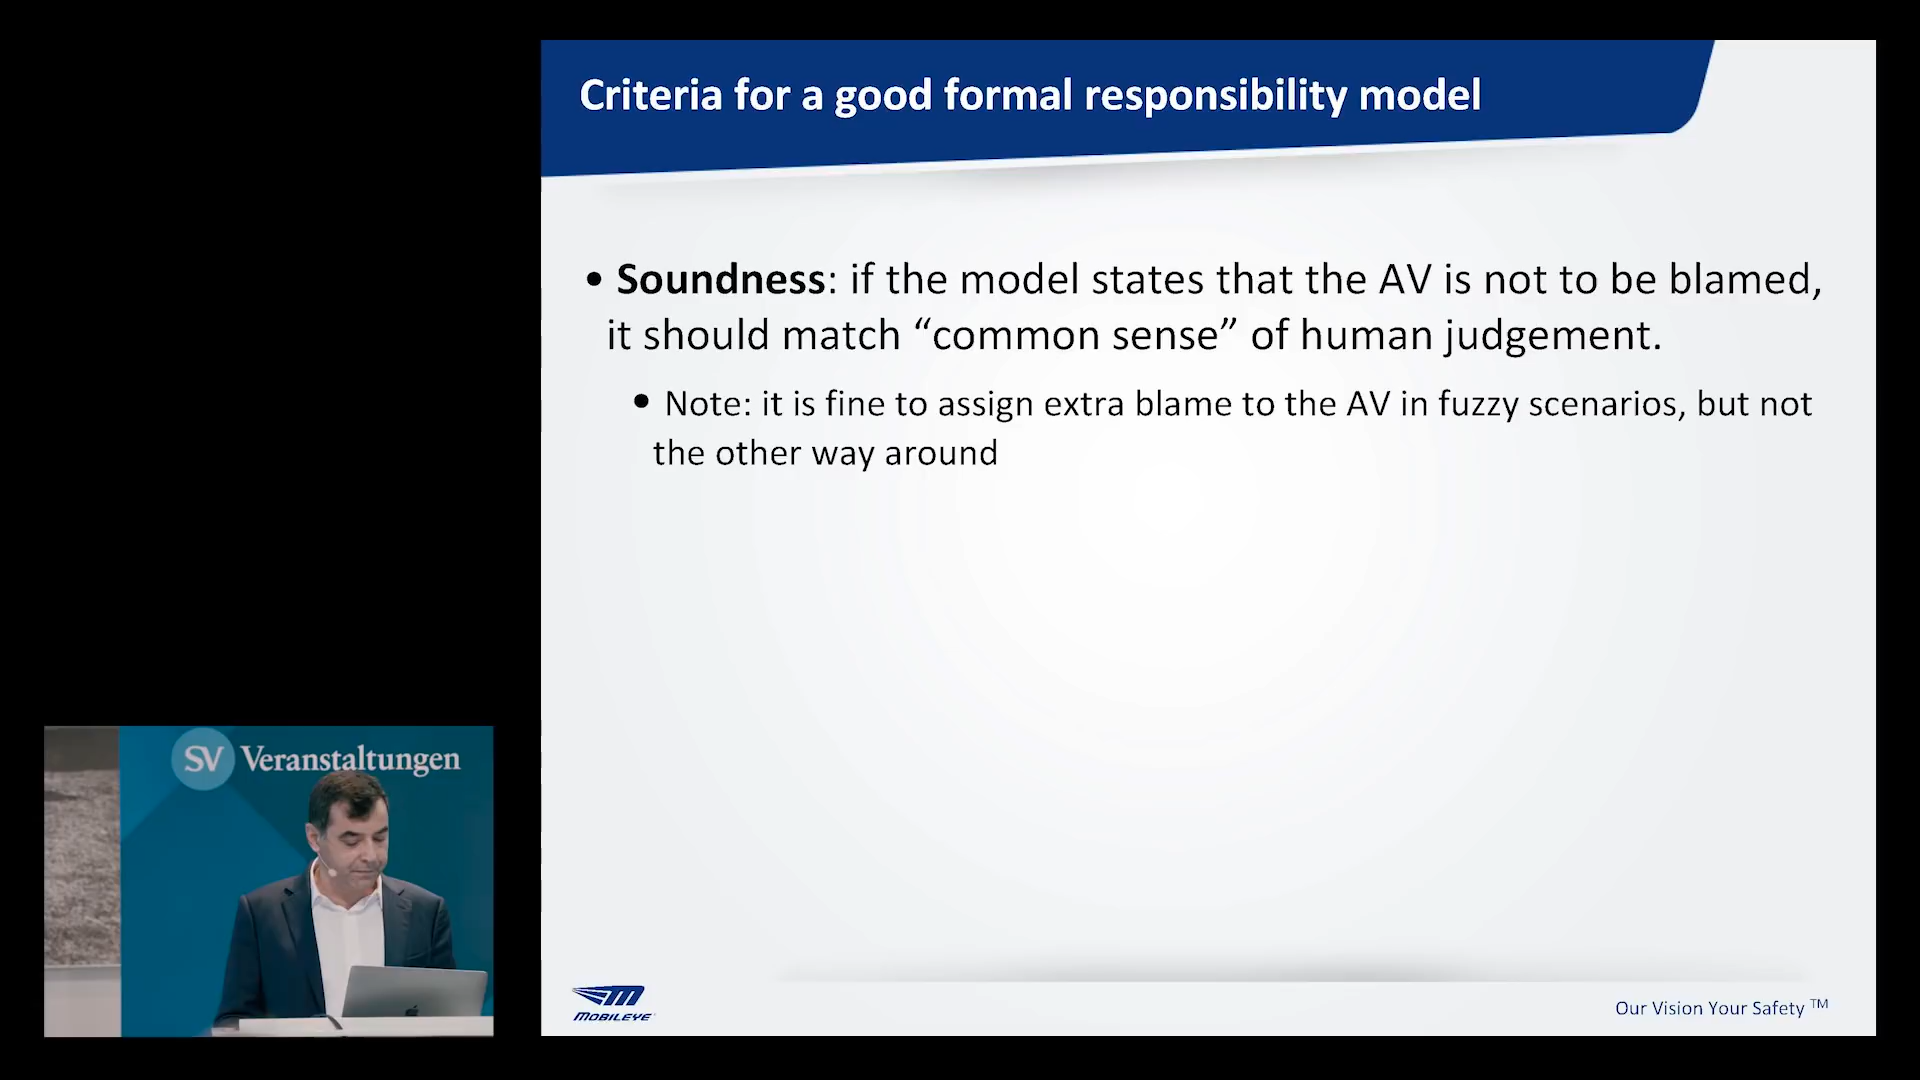 Criteria for a good formal responsibility model
• Soundness: if the model states that the AV is not to be blamed,
it should match “common sense” of human judgement.
• Note: it is fine to assign extra blame to the AV in fuzzy scenarios, but not
the other way around
SV Veranstaltungen
MOBILEYE
Our Vision Your Safety TM